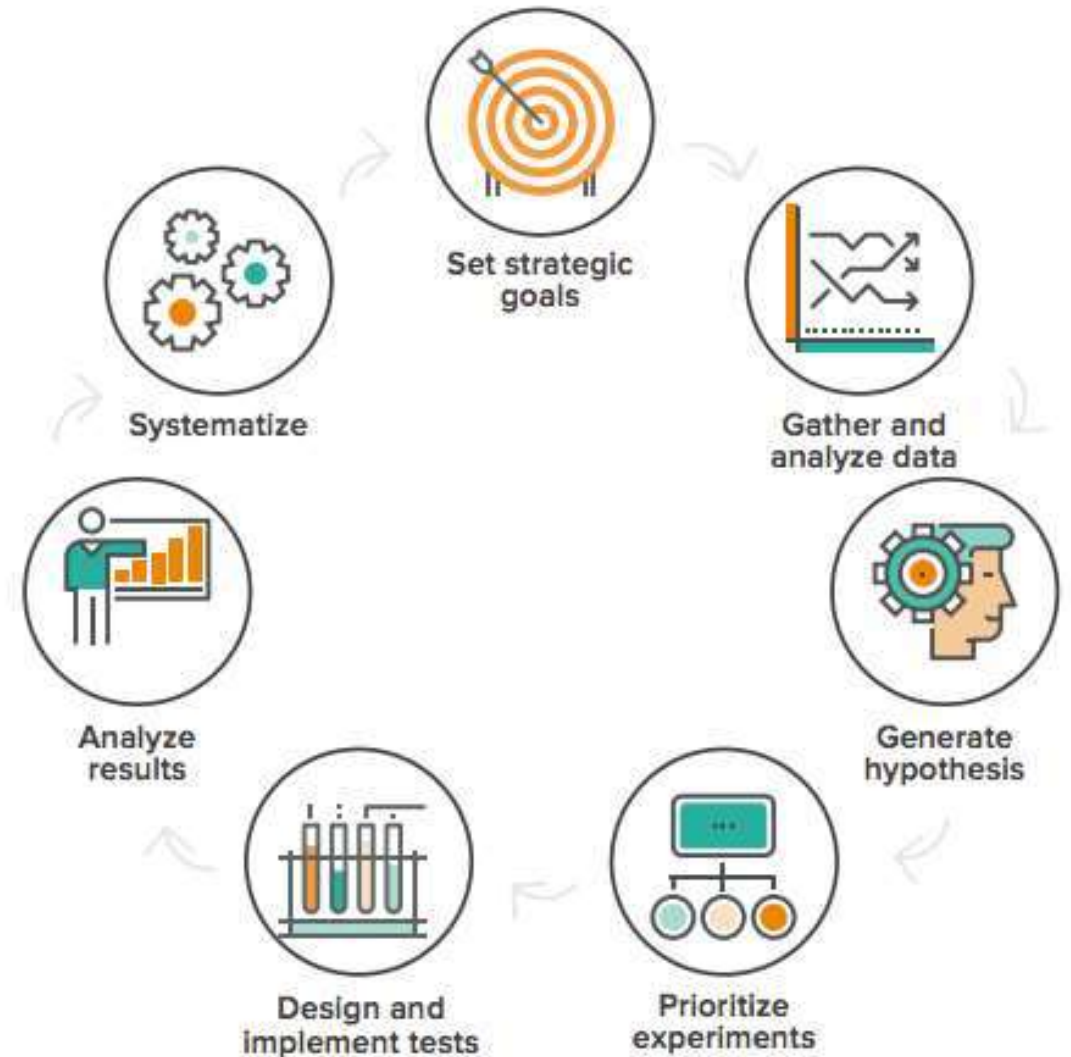 Set strategic
goals
Gather and
analyze data
Generate
hypothesis
Prioritize
experiments
Design and
implement tests
Analyze
results
Systematize